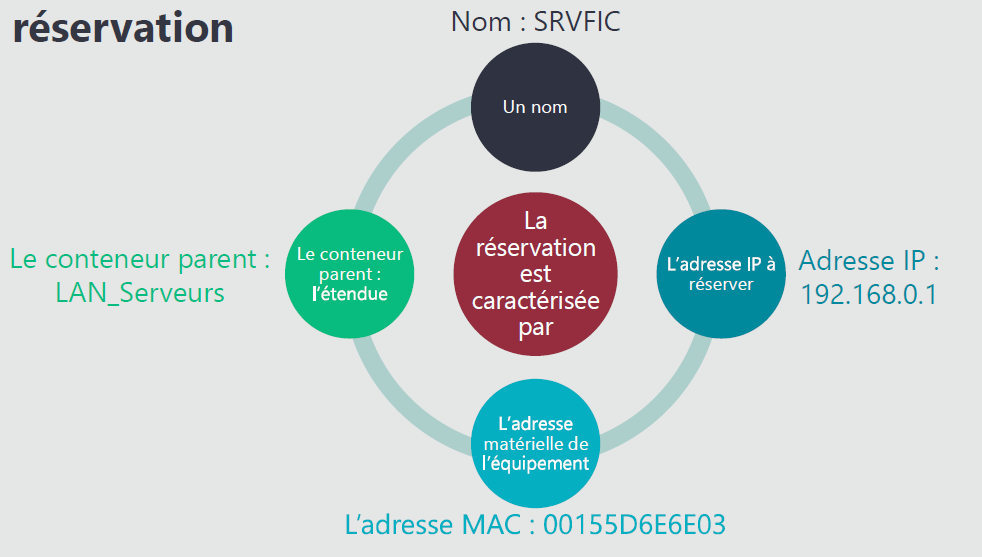 réservation
Nom : SRVFIC
Un nom
Le conteneur parent :
LAN_Serveurs
Le conteneur
parent :
l'étendue
La
réservation
est
caractérisée
par
L'adresse IP à
réserver
Adresse IP :
192.168.0.1
L'adresse
matérielle de
l'équipement
L'adresse MAC : 00155D6E6E03